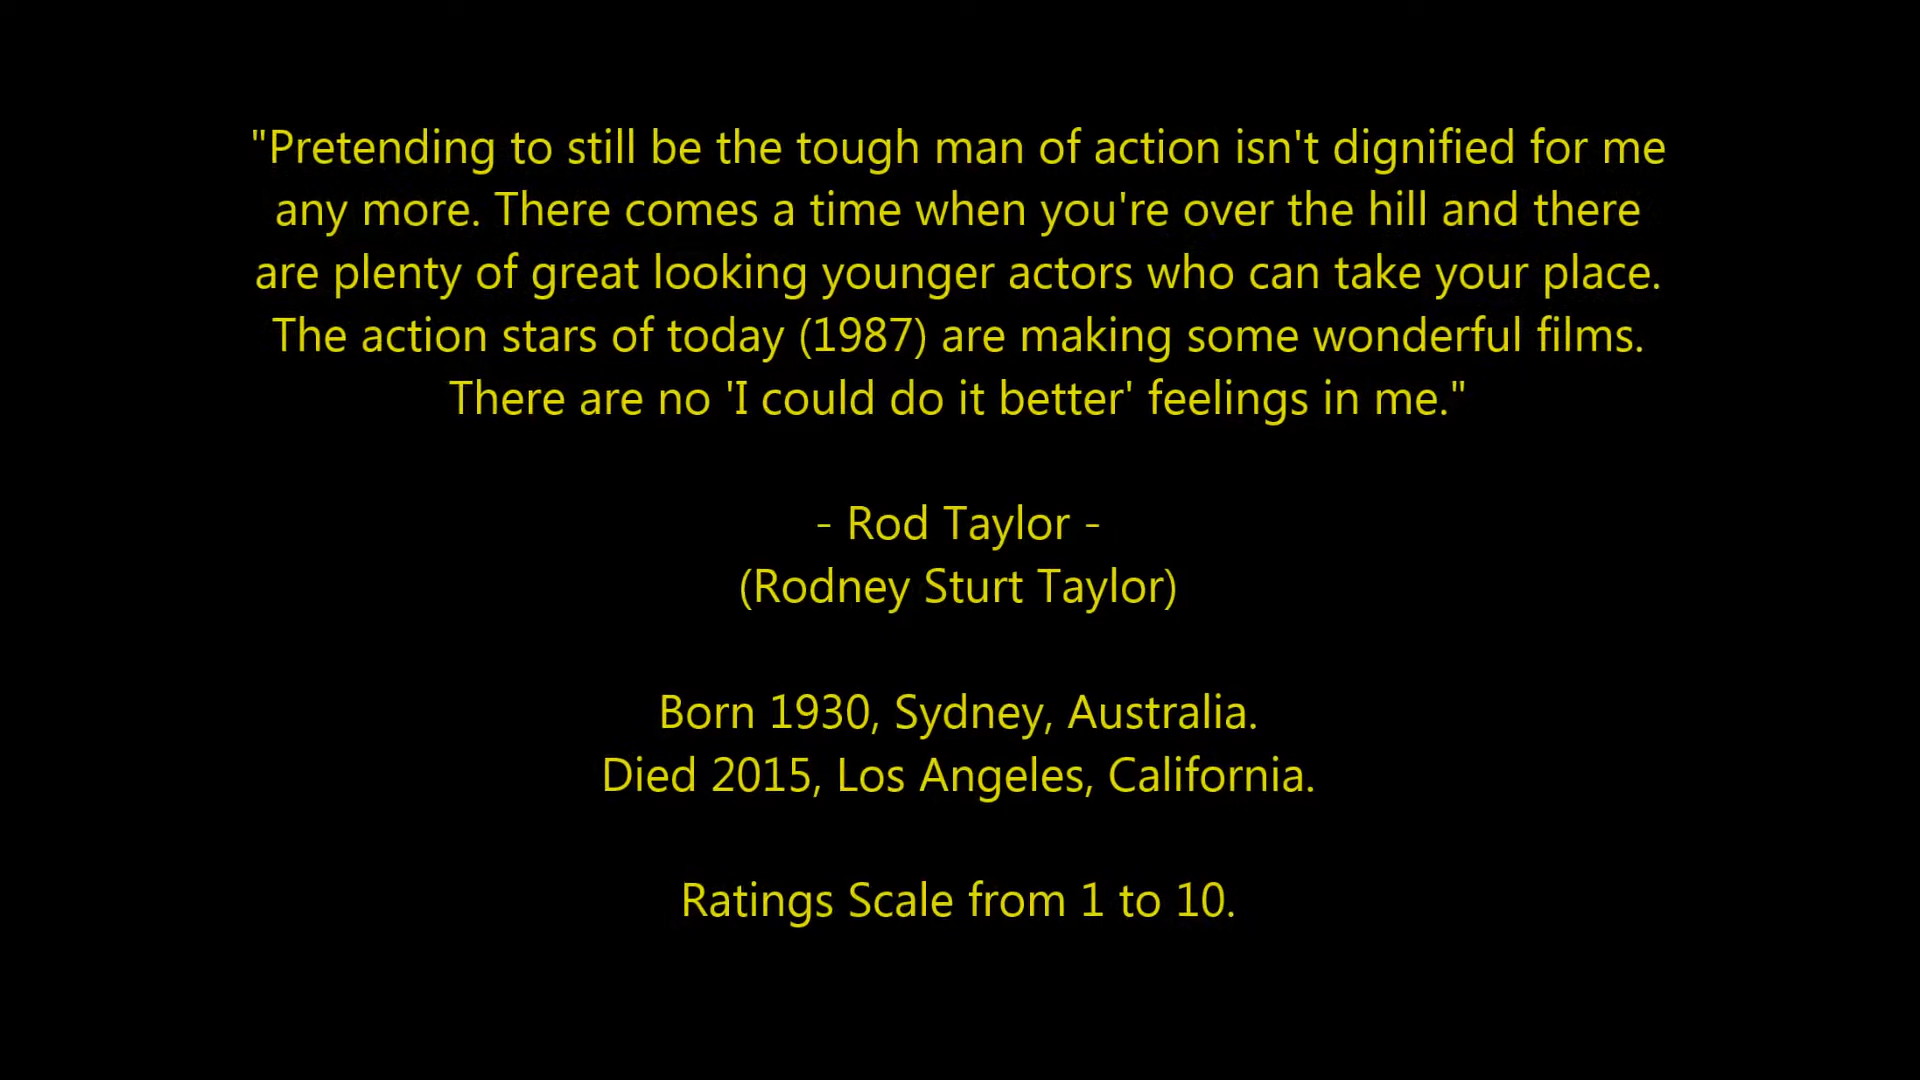 "Pretending to still be the tough man of action isn't dignified for me
any more. There comes a time when you're over the hill and there
are plenty of great looking younger actors who can take your place.
The action stars of today (1987) are making some wonderful films.
There are no 'I could do it better' feelings in me."
- Rod Taylor -
(Rodney Sturt Taylor)
Born 1930, Sydney, Australia.
Died 2015, Los Angeles, California.
Ratings Scale from 1 to 10.